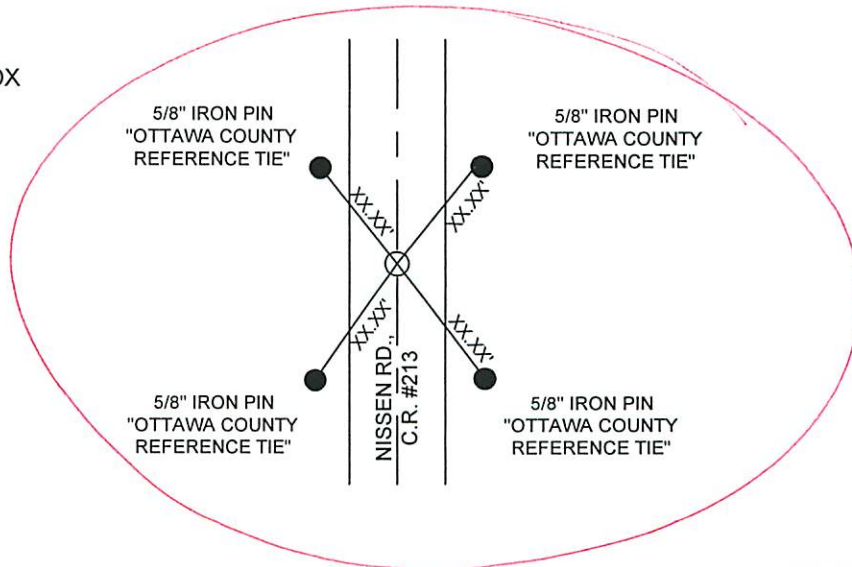 OX
5/8" IRON PIN
"OTTAWA COUNTY
REFERENCE TIE"
5/8" IRON PIN
"OTTAWA COUNTY
REFERENCE TIE"
XX.XX'
XX.XX'
XX.XX'
XX.XX'
5/8" IRON PIN
"OTTAWA COUNTY
REFERENCE TIE"
NISSEN RD.,
C.R. #213
5/8" IRON PIN
"OTTAWA COUNTY
REFERENCE TIE"